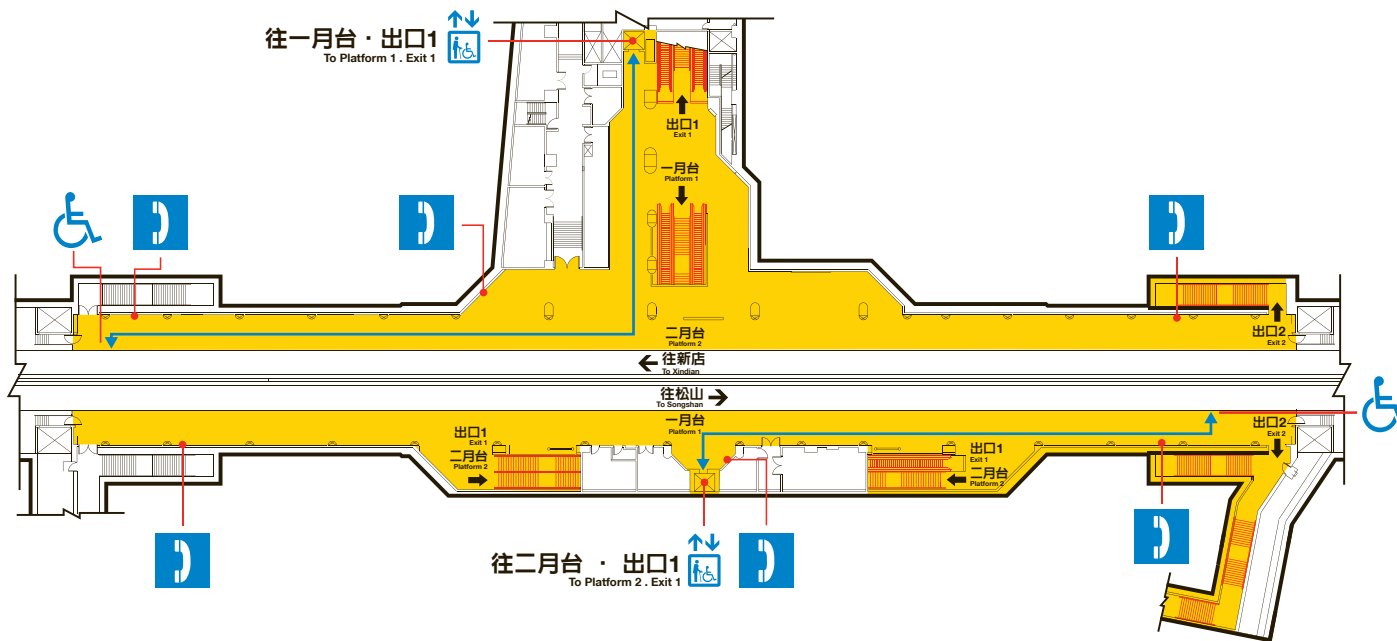 往一月台・出口1
To Platform 1 . Exit 1
出口1
Exit 1
一月台
Platform 1
二月台
Platform 2
出口2
Exit 2
往新店
To Xindian
往松山
To Songshan
一月台
Platform 1
出口1
Exit 1
二月台
Platform 2
出口1
Exit 1
二月台
Platform 2
出口2
Exit 2
往二月台 ・ 出口1
To Platform 2 . Exit 1